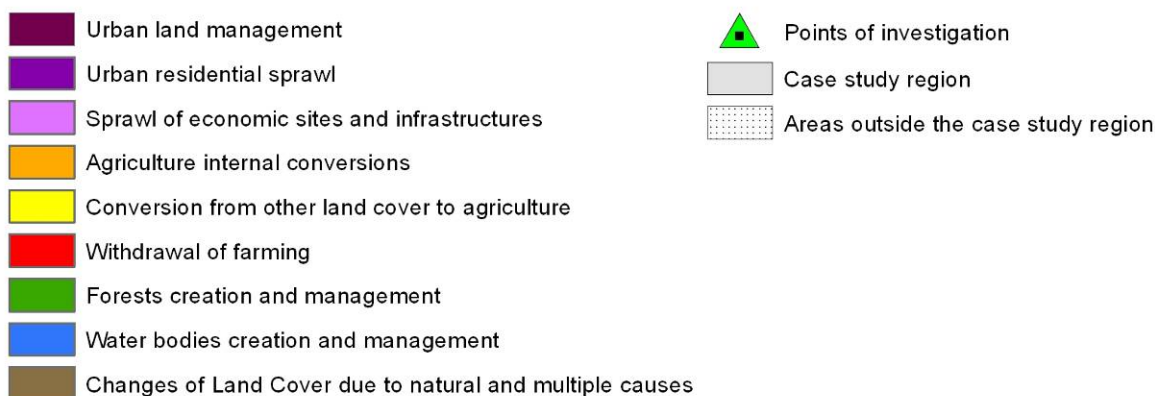 Urban land management
Urban residential sprawl
Sprawl of economic sites and infrastructures
Agriculture internal conversions
Conversion from other land cover to agriculture
Withdrawal of farming
Forests creation and management
Water bodies creation and management
Changes of Land Cover due to natural and multiple causes
Points of investigation
Case study region
Areas outside the case study region